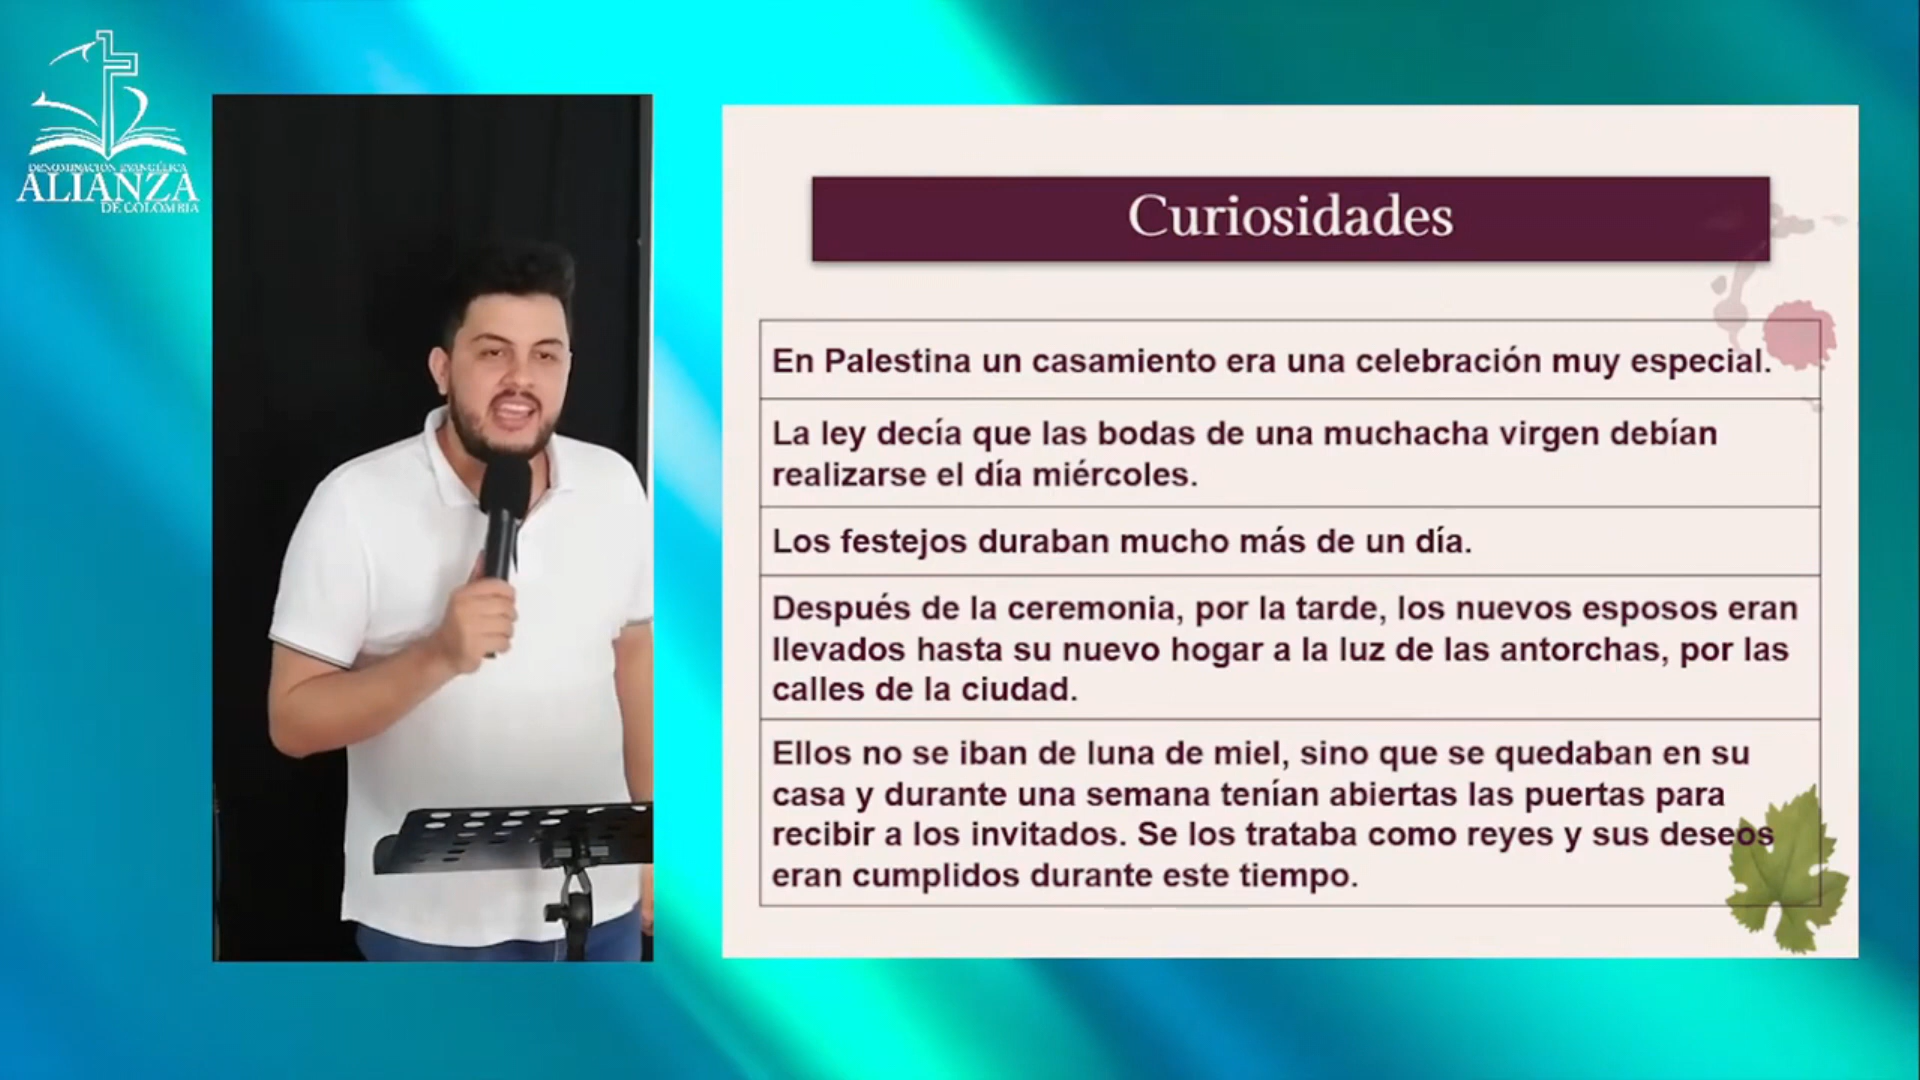 DENOMINACIÓN EVANGÉLICA
ALIANZA
DE COLOMBIA
Curiosidades
En Palestina un casamiento era una celebración muy especial.
La ley decía que las bodas de una muchacha virgen debían
realizarse el día miércoles.
Los festejos duraban mucho más de un día.
Después de la ceremonia, por la tarde, los nuevos esposos eran
llevados hasta su nuevo hogar a la luz de las antorchas, por las
calles de la ciudad.
Ellos no se iban de luna de miel, sino que se quedaban en su
casa y durante una semana tenían abiertas las puertas para
recibir a los invitados. Se los trataba como reyes y sus deseos
eran cumplidos durante este tiempo.